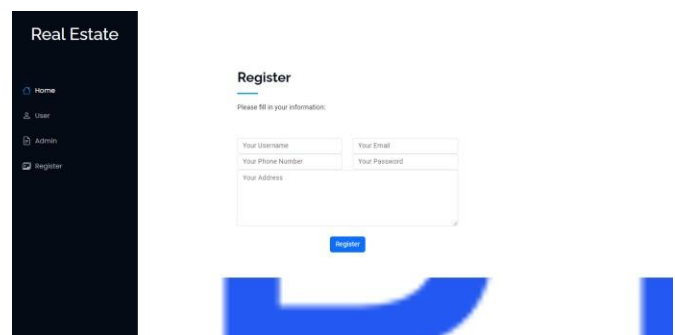 Real Estate
Home
User
Admin
Register
Register
Please fill in your information:
Your Username
Your Email
Your Phone Number
Your Password
Your Address
Register